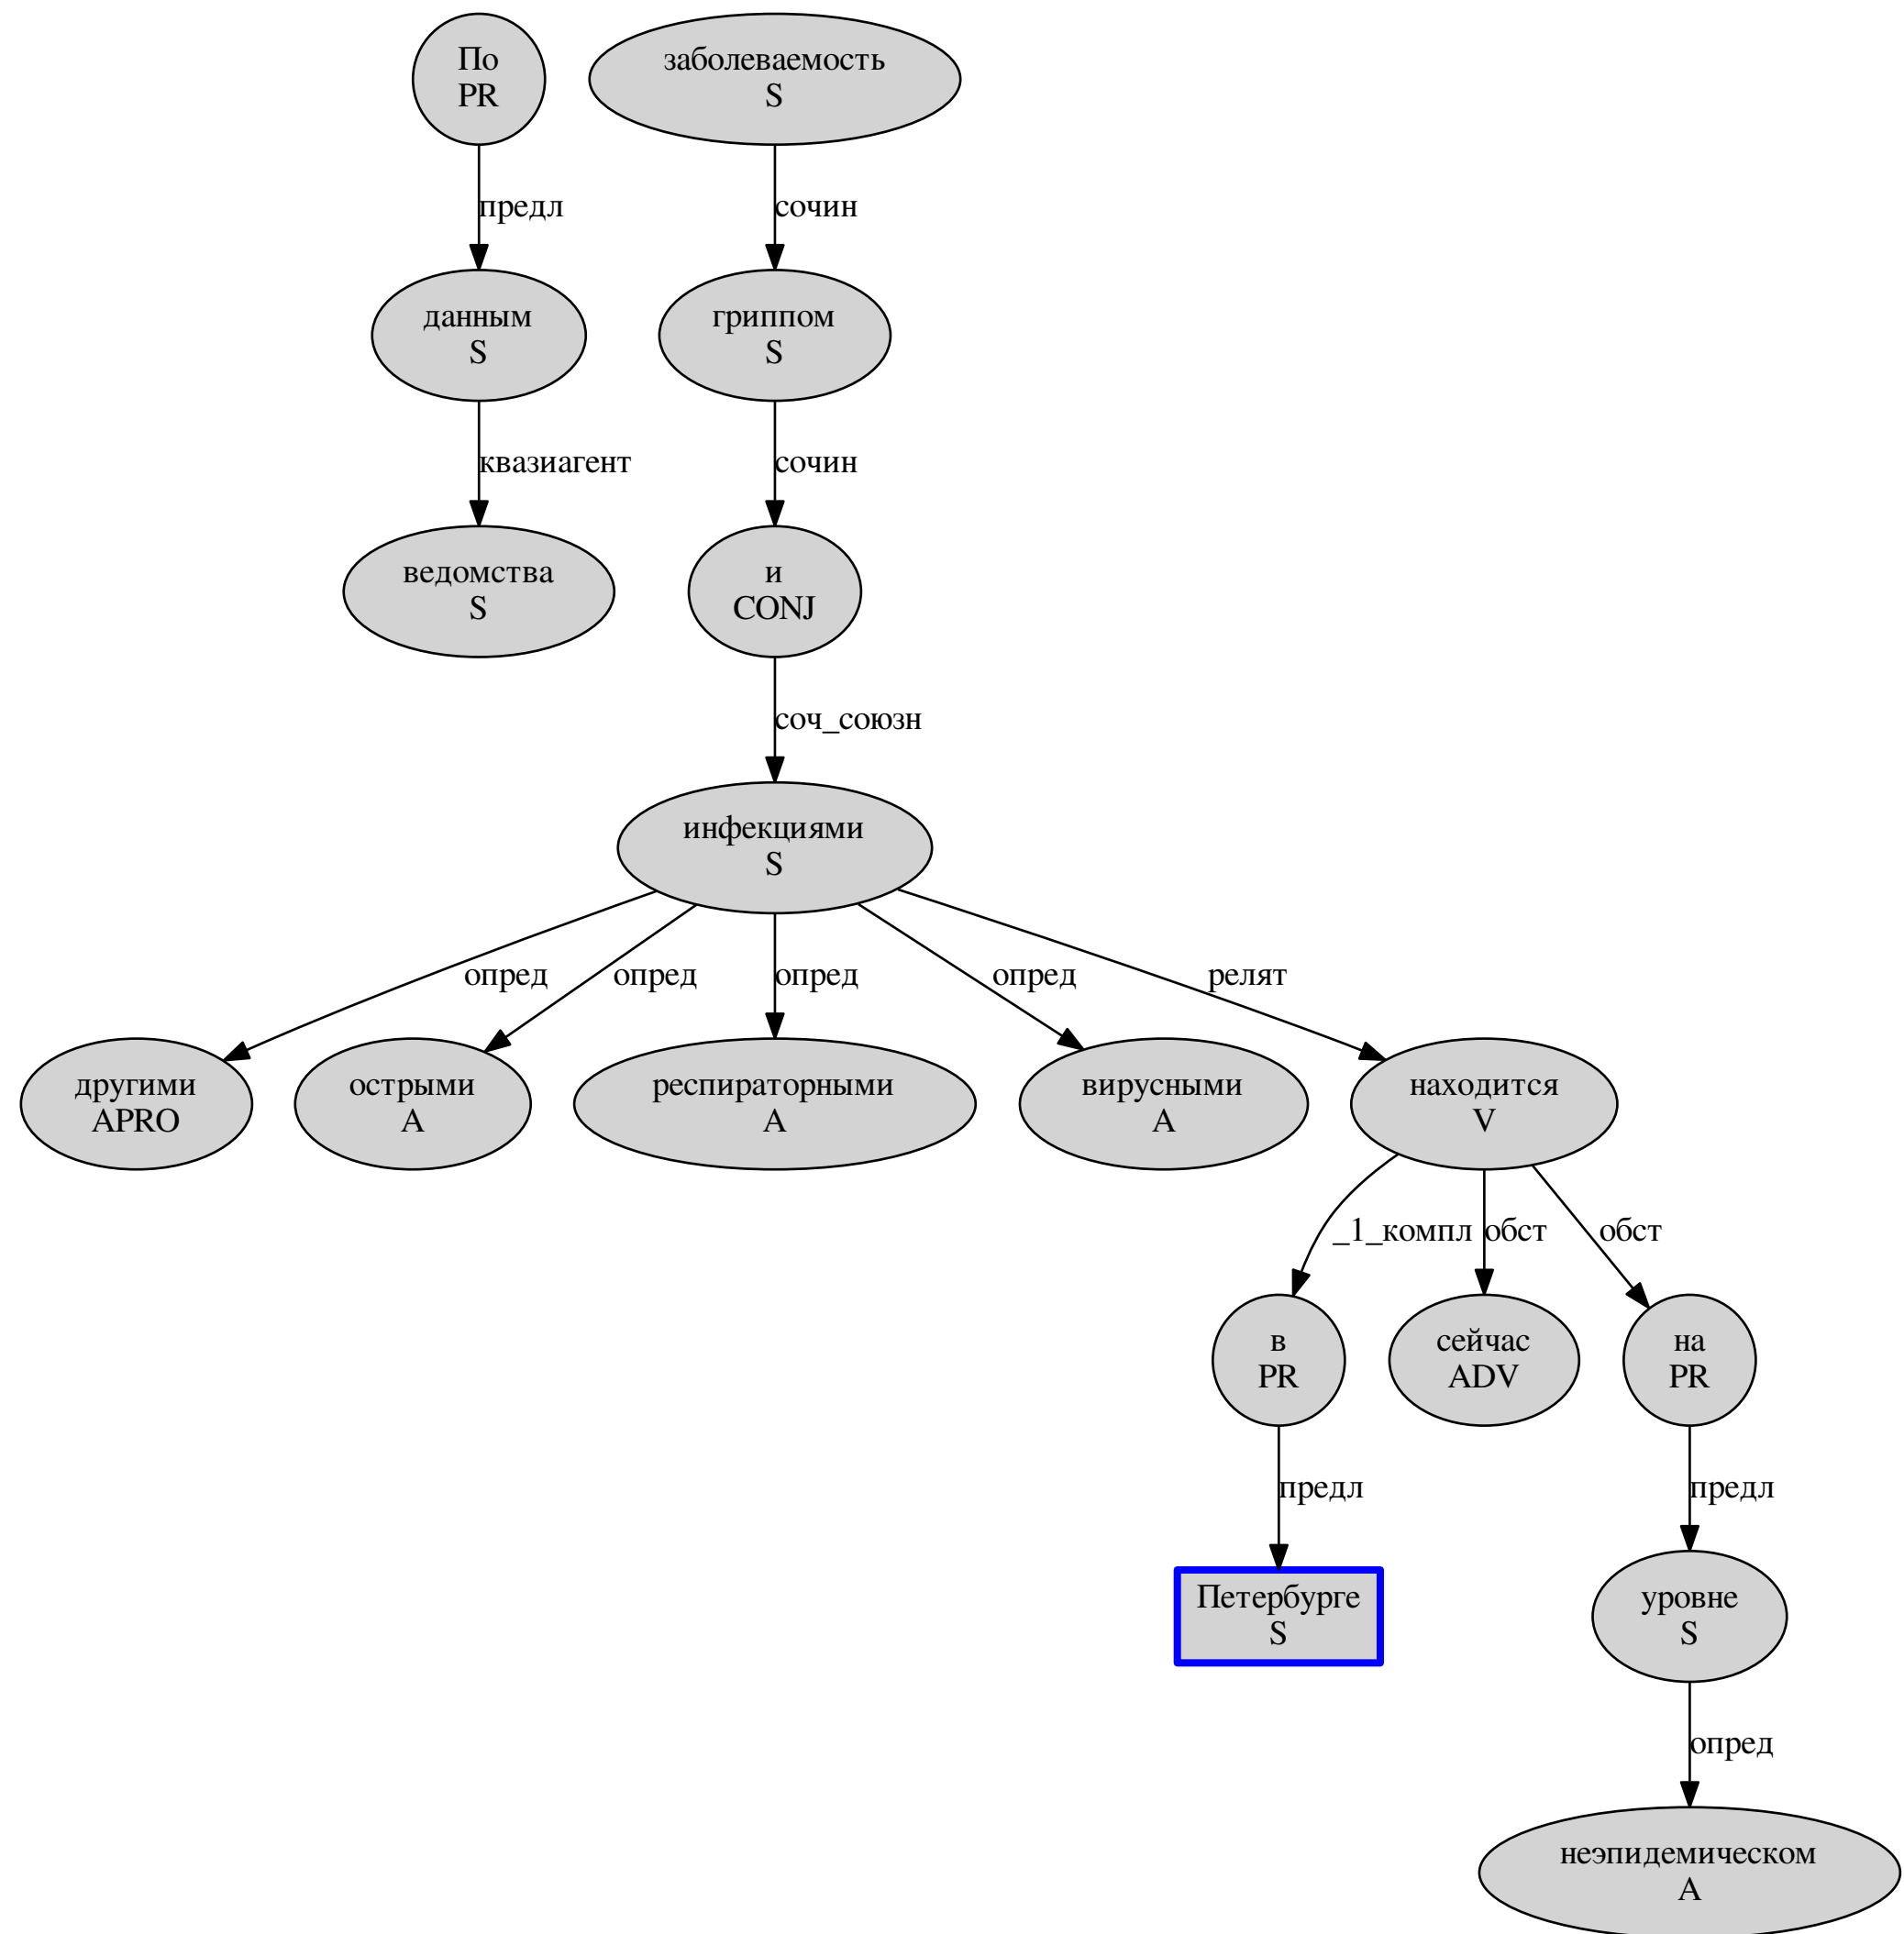 По
PR
заболеваемость
S
предл
сочин
данным
S
гриппом
S
квазиагент
сочин
ведомства
S
и
CONJ
соч_союзн
инфекциями
S
опред
опред
опред
опред
релят
другими
APRO
острыми
A
респираторными
A
вирусными
A
находится
V
_1_компл
обст
обст
в
PR
сейчас
ADV
на
PR
предл
предл
Петербурге
S
уровне
S
опред
неэпидемическом
A